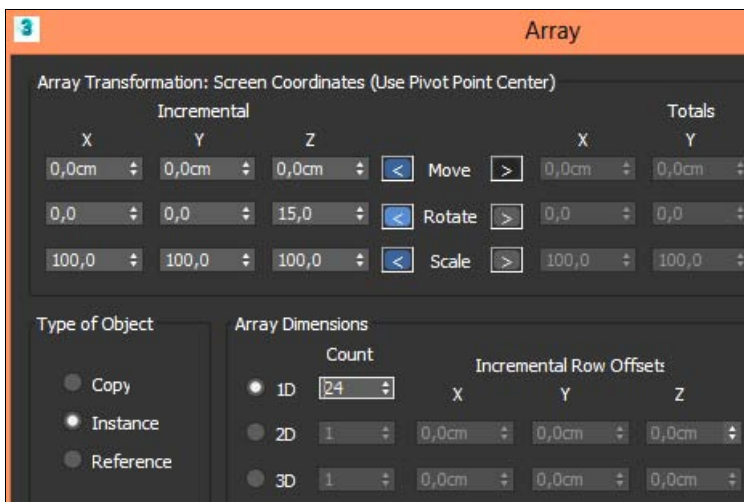 3 Array
Array Transformation: Screen Coordinates (Use Pivot Point Center)
Incremental Totals
X Y Z X Y
0,0cm 0,0cm 0,0cm < Move > 0,0cm 0,0cm
0,0 0,0 15,0 < Rotate > 0,0 0,0
100,0 100,0 100,0 < Scale > 100,0 100,0
Type of Object
Copy
Instance
Reference
Array Dimensions
Count
Incremental Row Offsets
1D 24 X Y Z
2D 1 0,0cm 0,0cm 0,0cm
3D 1 0,0cm 0,0cm 0,0cm